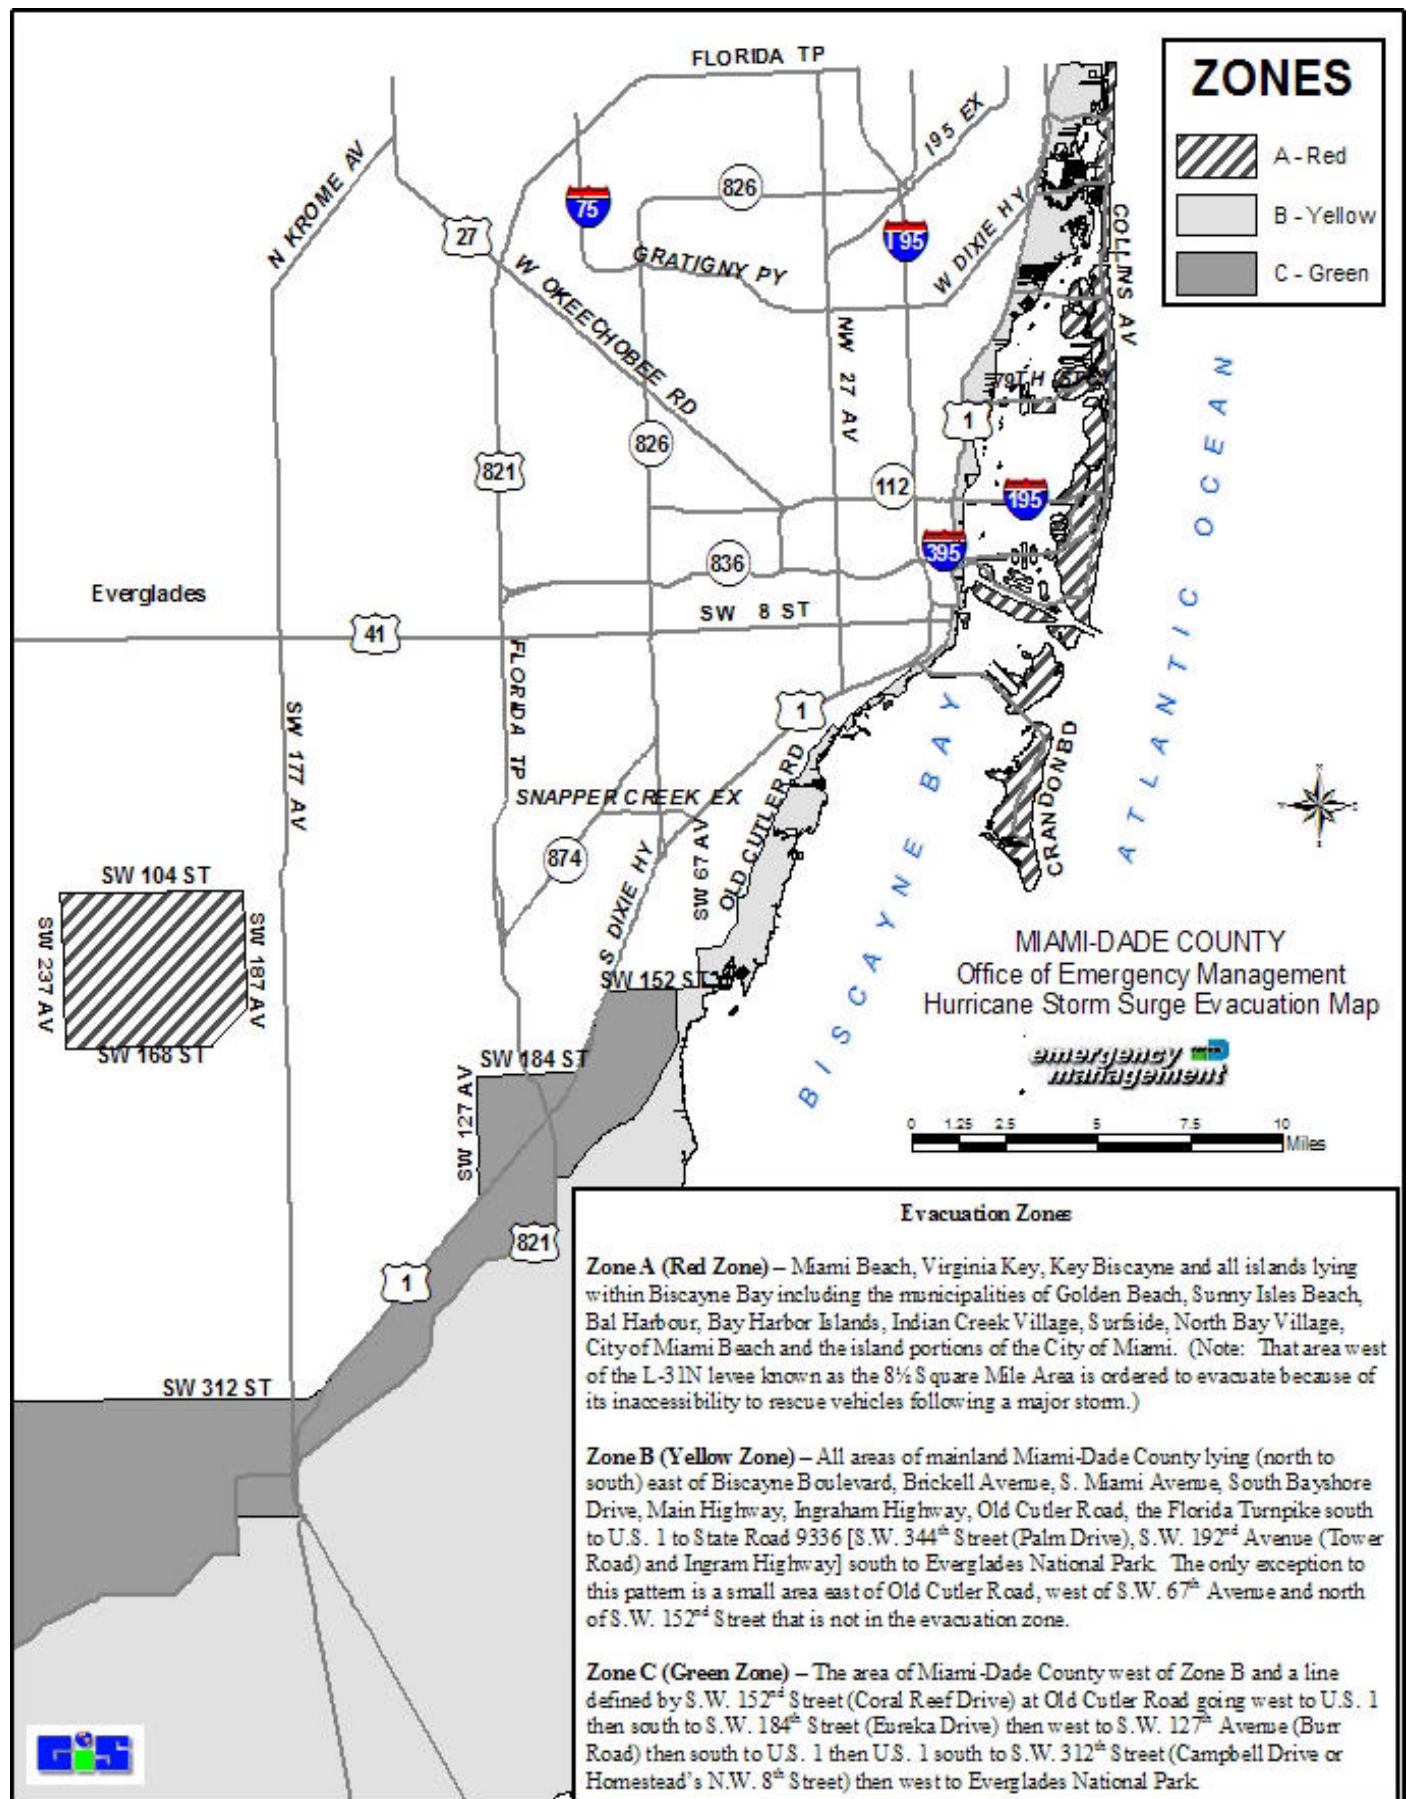 FLORIDA TP
ZONES
A - Red
B - Yellow
C - Green
N KROME AV
27
75
826
195 EX
I 95
W DIXIE HY
COLLINS AV
GRATIGNY PY
W OKEECHOBEE RD
NW 27 AV
79TH ST
1
821
826
112
195
395
836
Everglades
41
SW 8 ST
FLORIDA TP
SW 177 AV
1
SNAPPER CREEK EX
874
S DIXIE HY
SW 67 AV
OLD CUTLER RD
CRANDON BD
BISCAYNE BAY
ATLANTIC OCEAN
SW 104 ST
SW 237 AV
SW 187 AV
SW 168 ST
SW 152 ST
SW 184 ST
SW 127 AV
821
1
SW 312 ST
MIAMI-DADE COUNTY
Office of Emergency Management
Hurricane Storm Surge Evacuation Map
emergency
management
0 1.25 2.5 5 7.5 10
Miles
Evacuation Zones
Zone A (Red Zone) – Miami Beach, Virginia Key, Key Biscayne and all islands lying
within Biscayne Bay including the municipalities of Golden Beach, Sunny Isles Beach,
Bal Harbour, Bay Harbor Islands, Indian Creek Village, Surfside, North Bay Village,
City of Miami Beach and the island portions of the City of Miami. (Note: That area west
of the L-31N levee known as the 8½ Square Mile Area is ordered to evacuate because of
its inaccessibility to rescue vehicles following a major storm.)
Zone B (Yellow Zone) – All areas of mainland Miami-Dade County lying (north to
south) east of Biscayne Boulevard, Brickell Avenue, S. Miami Avenue, South Bayshore
Drive, Main Highway, Ingraham Highway, Old Cutler Road, the Florida Turnpike south
to U.S. 1 to State Road 9336 [S.W. 344th Street (Palm Drive), S.W. 192nd Avenue (Tower
Road) and Ingram Highway] south to Everglades National Park. The only exception to
this pattern is a small area east of Old Cutler Road, west of S.W. 67th Avenue and north
of S.W. 152nd Street that is not in the evacuation zone.
Zone C (Green Zone) – The area of Miami-Dade County west of Zone B and a line
defined by S.W. 152nd Street (Coral Reef Drive) at Old Cutler Road going west to U.S. 1
then south to S.W. 184th Street (Eureka Drive) then west to S.W. 127th Avenue (Burr
Road) then south to U.S. 1 then U.S. 1 south to S.W. 312th Street (Campbell Drive or
Homestead's N.W. 8th Street) then west to Everglades National Park.
GiS